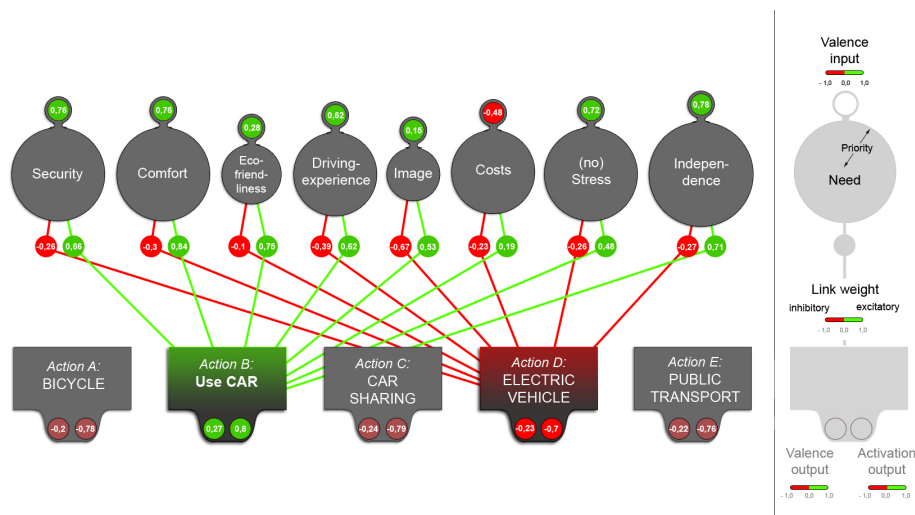 Valence
input
- 1,0 0,0 1,0
0,76
0,76
0,28
0,62
0,15
-0,48
0,72
0,78
Security
Comfort
Eco-
friend-
liness
Driving-
experience
Image
Costs
(no)
Stress
Indepen-
dence
Priority
Need
-0,26 0,66
-0,3 0,84
-0,1 0,75
-0,39 0,62
-0,67 0,53
-0,23 0,19
-0,26 0,48
-0,27 0,71
Link weight
inhibitory excitatory
- 1,0 0,0 1,0
Action A:
BICYCLE
-0,2 -0,78
Action B:
Use CAR
0,27 0,8
Action C:
CAR
SHARING
-0,24 -0,79
Action D:
ELECTRIC
VEHICLE
-0,23 -0,7
Action E:
PUBLIC
TRANSPORT
-0,22 -0,76
Valence
output
- 1,0 0,0 1,0
Activation
output
- 1,0 0,0 1,0